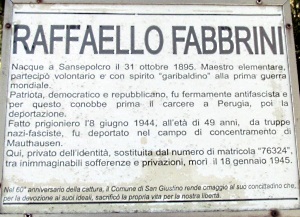 RAFFAELLO FABBRINI
Nacque a Sansepolcro il 31 ottobre 1895. Maestro elementare,
partecipò volontario e con spirito "garibaldino" alla prima guerra
mondiale.
Patriota, democratico e repubblicano, fu fermamente antifascista e
per questo conobbe prima il carcere a Perugia, poi la
deportazione.
Fatto prigioniero l'8 giugno 1944, all'età di 49 anni, da truppe
nazi-fasciste, fu deportato nel campo di concentramento di
Mauthausen.
Qui, privato dell'identità, sostituita dal numero di matricola "76324",
tra inimmaginabili sofferenze e privazioni, morì il 18 gennaio 1945.
Nel 60° anniversario della cattura, il Comune di San Giustino rende omaggio al suo concittadino che,
per la devozione ai suoi ideali, sacrificò la propria vita per la nostra libertà.